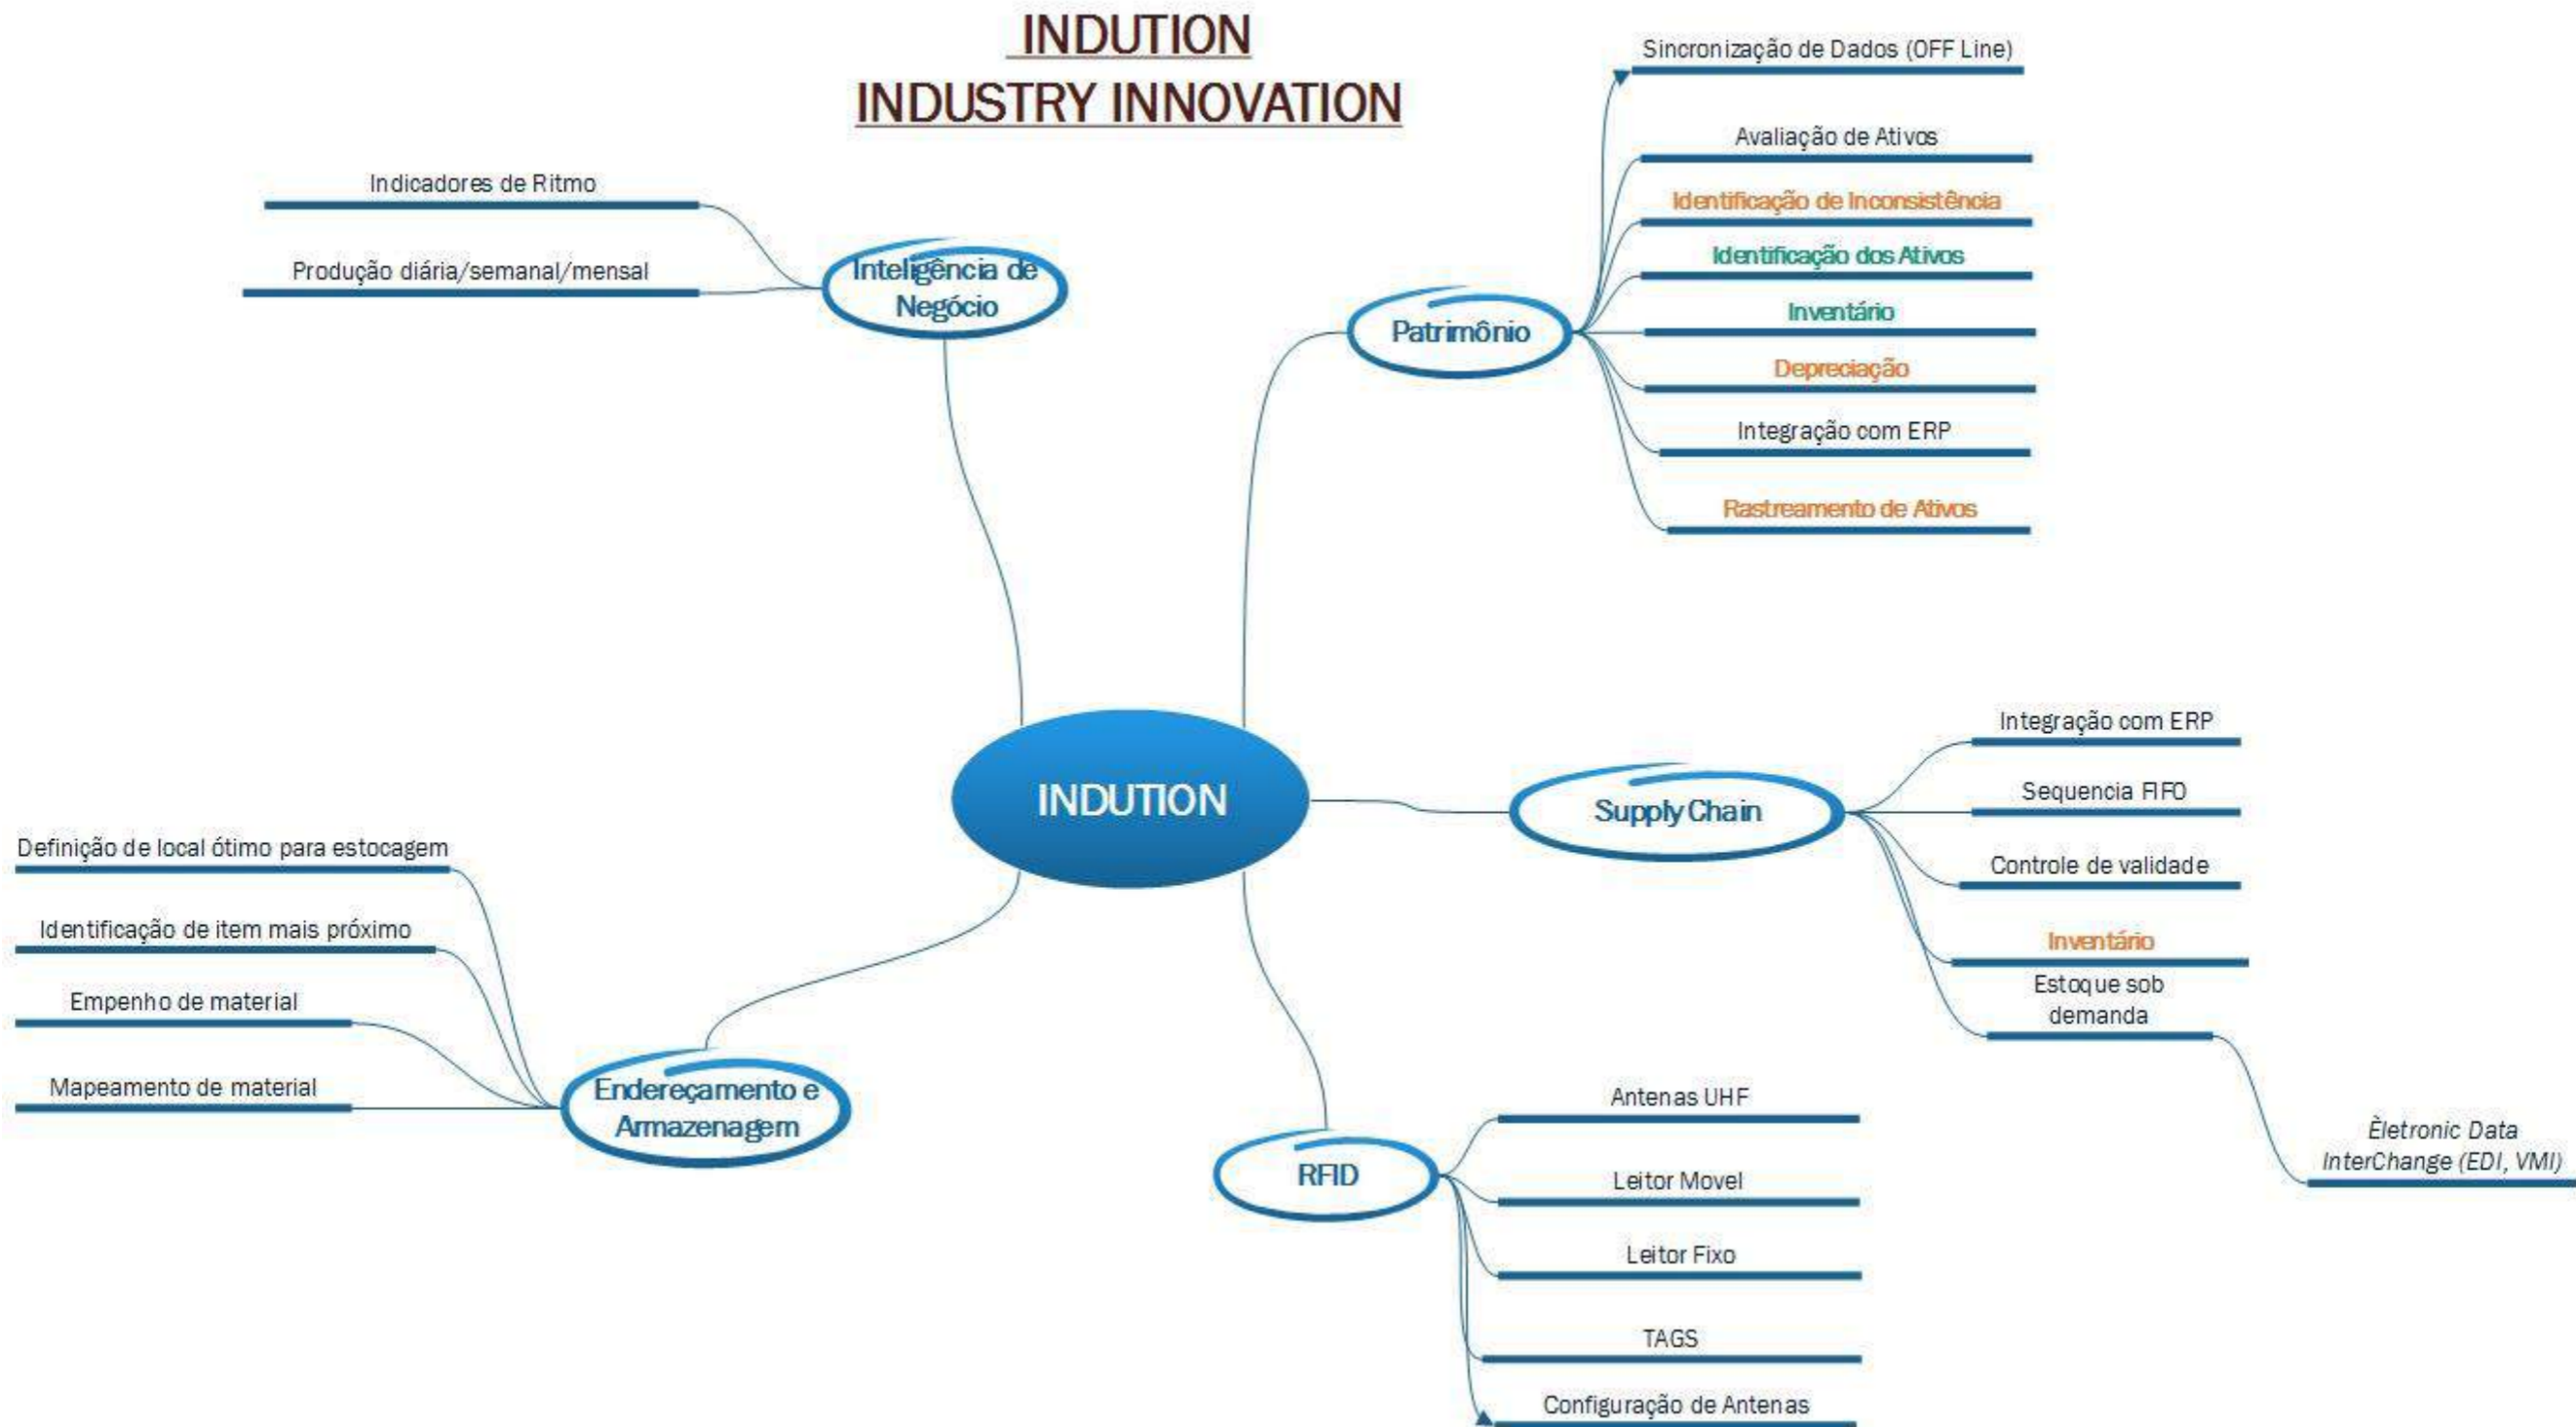 INDUTION
INDUSTRY INNOVATION
Indicadores de Ritmo
Produção diária/semanal/mensal
Inteligência de
Negócio
Patrimônio
Sincronização de Dados (OFF Line)
Avaliação de Ativos
Identificação de Inconsistência
Identificação dos Ativos
Inventário
Depreciação
Integração com ERP
Rastreamento de Ativos
INDUTION
Supply Chain
Integração com ERP
Sequencia FIFO
Controle de validade
Inventário
Estoque sob
demanda
Èletronic Data
InterChange (EDI, VMI)
Definição de local ótimo para estocagem
Identificação de item mais próximo
Empenho de material
Mapeamento de material
Endereçamento e
Armazenagem
RFID
Antenas UHF
Leitor Movel
Leitor Fixo
TAGS
Configuração de Antenas